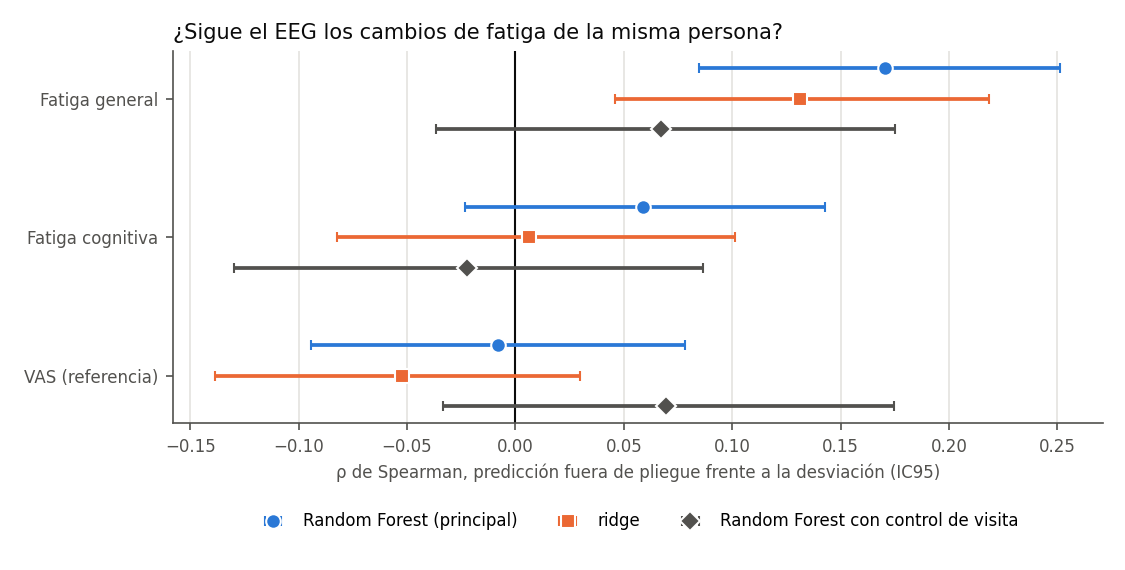 ¿Sigue el EEG los cambios de fatiga de la misma persona?
Fatiga general
Fatiga cognitiva
VAS (referencia)
−0.15 −0.10 −0.05 0.00 0.05 0.10 0.15 0.20 0.25
ρ de Spearman, predicción fuera de pliegue frente a la desviación (IC95)
Random Forest (principal) ridge Random Forest con control de visita